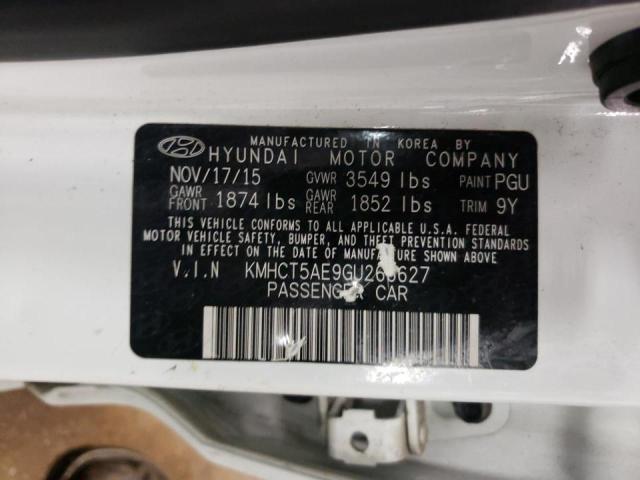 MANUFACTURED IN KOREA BY
HYUNDAI MOTOR COMPANY
NOV/17/15 GVWR 3549 lbs PAINT PGU
GAWR FRONT 1874 lbs GAWR REAR 1852 lbs TRIM 9Y
THIS VEHICLE CONFORMS TO ALL APPLICABLE U.S.A. FEDERAL
MOTOR VEHICLE SAFETY, BUMPER, AND THEFT PREVENTION STANDARDS
IN EFFECT ON THE DATE OF MANUFACTURE SHOWN ABOVE.
V.I.N KMHCT5AE9GU266627
PASSENGER CAR